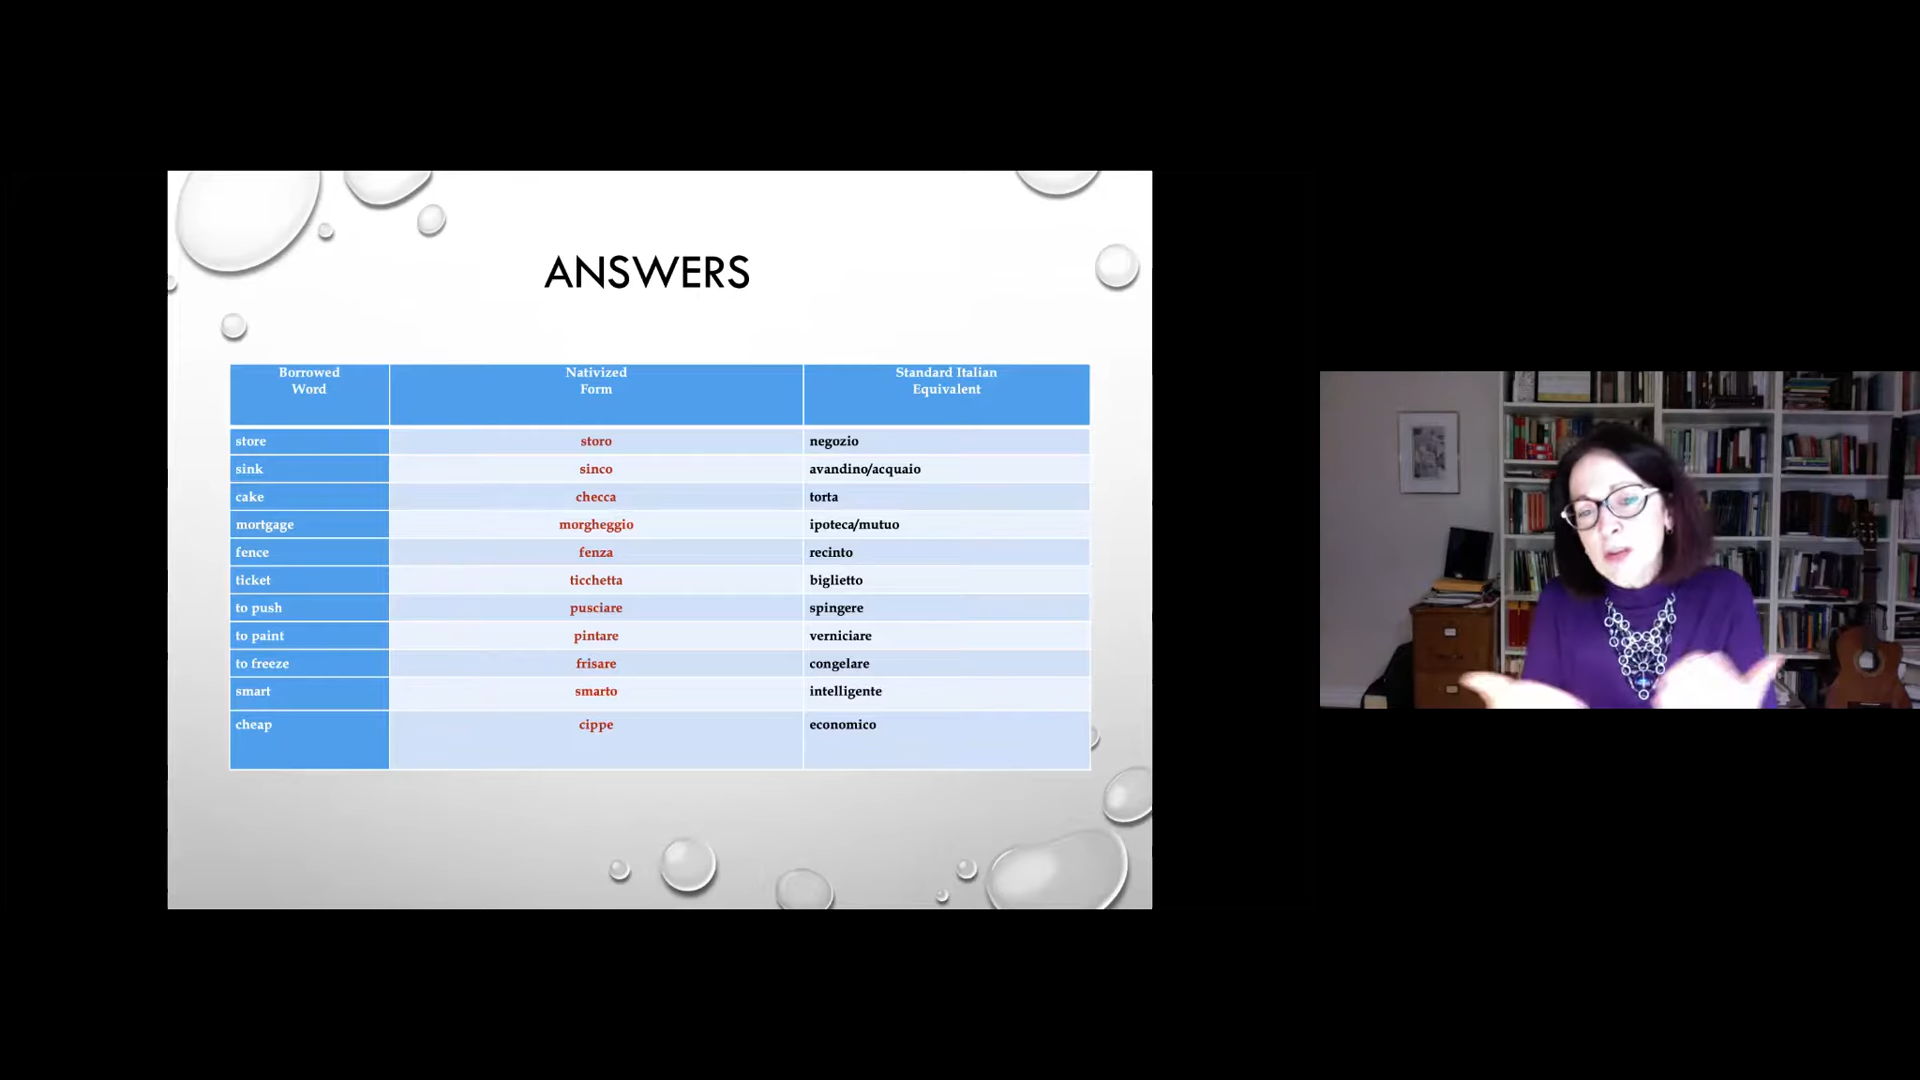 ANSWERS
Borrowed Word Nativized Form Standard Italian Equivalent
store storo negozio
sink sinco avandino/acquaio
cake checca torta
mortgage morgheggio ipoteca/mutuo
fence fenza recinto
ticket ticchetta biglietto
to push pusciare spingere
to paint pintare verniciare
to freeze frisare congelare
smart smarto intelligente
cheap cippe economico